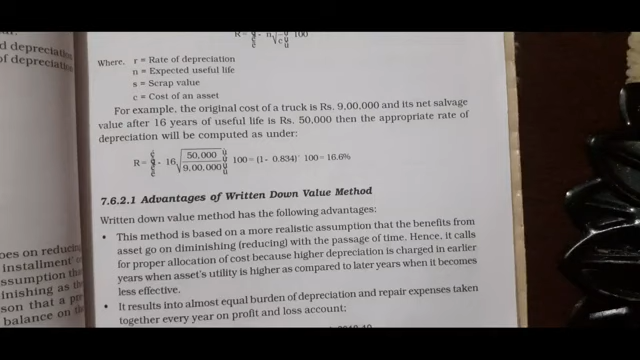 R= - n s c 100
d depreciation
of depreciation
Where, r = Rate of depreciation
n = Expected useful life
s = Scrap value
c = Cost of an asset
For example, the original cost of a truck is Rs. 9,00,000 and its net salvage
value after 16 years of useful life is Rs. 50,000 then the appropriate rate of
depreciation will be computed as under:
R= - 16√ 50,000 / 9,00,000 100 = (1- 0.834)· 100 = 16.6%
7.6.2.1 Advantages of Written Down Value Method
Written down value method has the following advantages:
• This method is based on a more realistic assumption that the benefits from
asset go on diminishing (reducing) with the passage of time. Hence, it calls
for proper allocation of cost because higher depreciation is charged in earlier
years when asset's utility is higher as compared to later years when it becomes
less effective.
• It results into almost equal burden of depreciation and repair expenses taken
together every year on profit and loss account;
oes on reducing
installment'
ssumption tha
inishing as th
son that a pr
balance on th